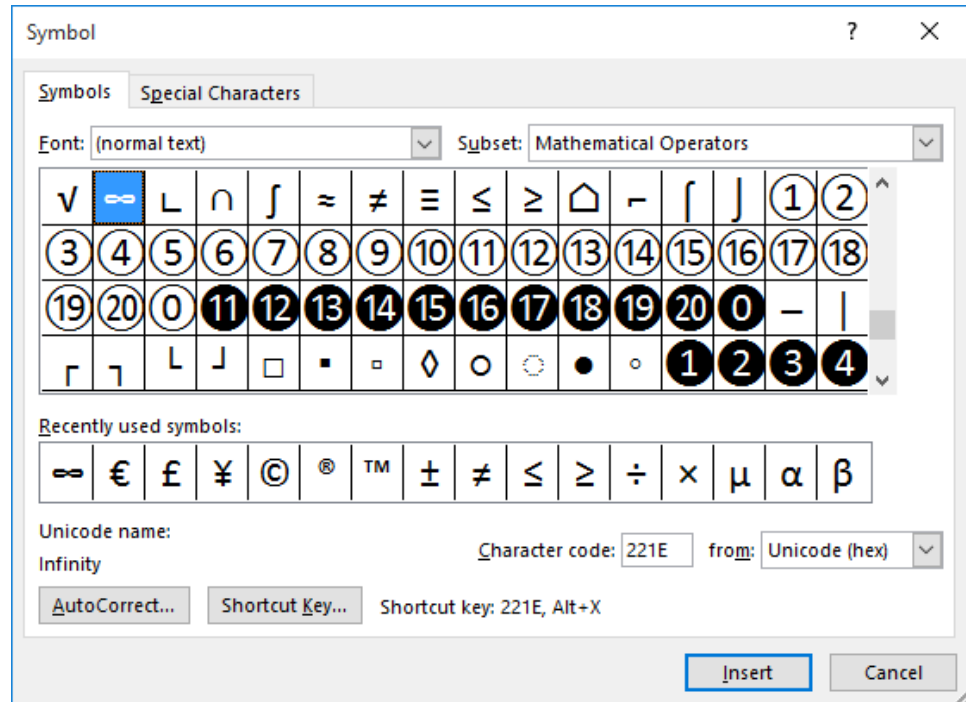 Symbol ? ×
Symbols Special Characters
Font: (normal text) Subset: Mathematical Operators
√ ∞ ∟ ∩ ∫ ≈ ≠ ≡ ≤ ≥ ⌂ ⌐ ⌠ ⌡ ① ②
③ ④ ⑤ ⑥ ⑦ ⑧ ⑨ ⑩ ⑪ ⑫ ⑬ ⑭ ⑮ ⑯ ⑰ ⑱
⑲ ⑳ ⓪ ⓫ ⓬ ⓭ ⓮ ⓯ ⓰ ⓱ ⓲ ⓳ ⓴ ⓿ ─ │
┌ ┐ └ ┘ □ ▪ ▫ ◊ ○ ◌ ● ◦ ❶ ❷ ❸ ❹
Recently used symbols:
∞ € £ ¥ © ® ™ ± ≠ ≤ ≥ ÷ × µ α β
Unicode name:
Infinity
Character code: 221E from: Unicode (hex)
AutoCorrect... Shortcut Key... Shortcut key: 221E, Alt+X
Insert Cancel